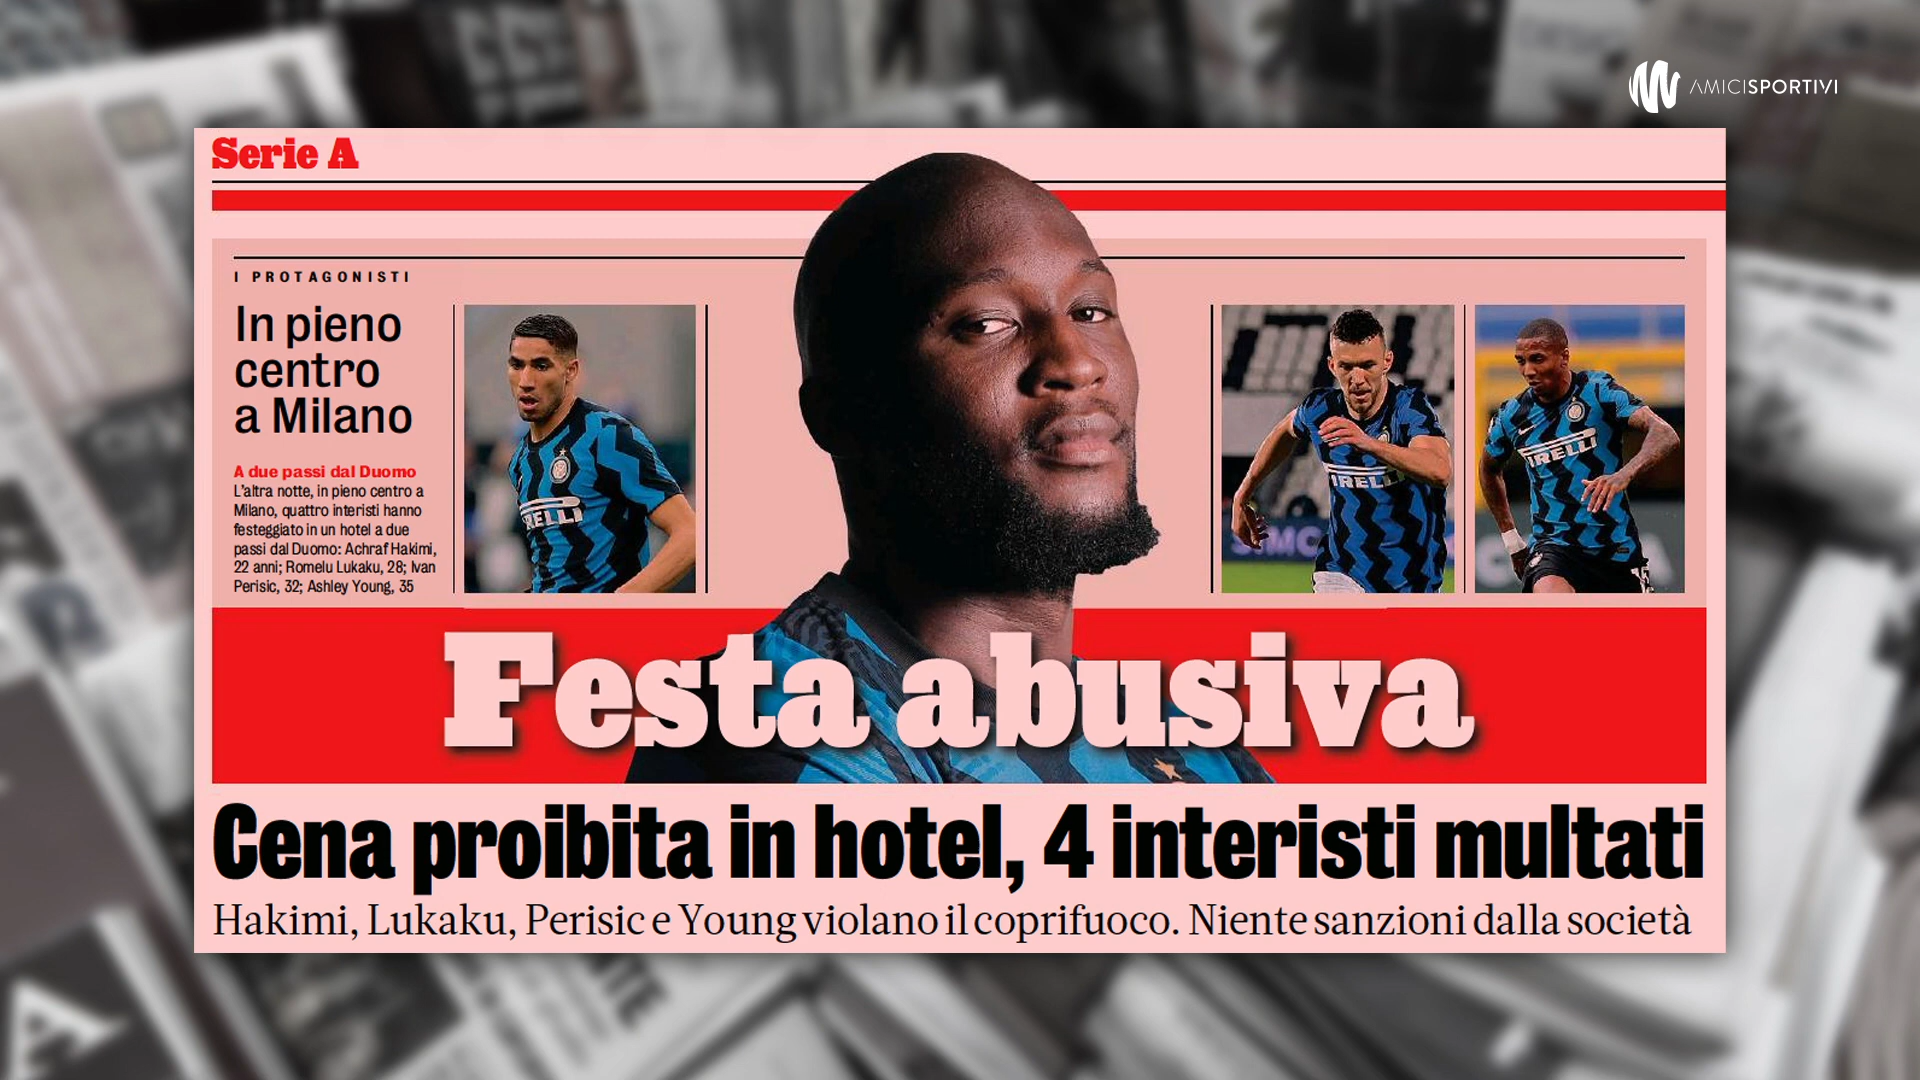 AMICISPORTIVI
Serie A
I PROTAGONISTI
In pieno
centro
a Milano
A due passi dal Duomo
L'altra notte, in pieno centro a
Milano, quattro interisti hanno
festeggiato in un hotel a due
passi dal Duomo: Achraf Hakimi,
22 anni; Romelu Lukaku, 28; Ivan
Perisic, 32; Ashley Young, 35
Festa abusiva
Cena proibita in hotel, 4 interisti multati
Hakimi, Lukaku, Perisic e Young violano il coprifuoco. Niente sanzioni dalla società